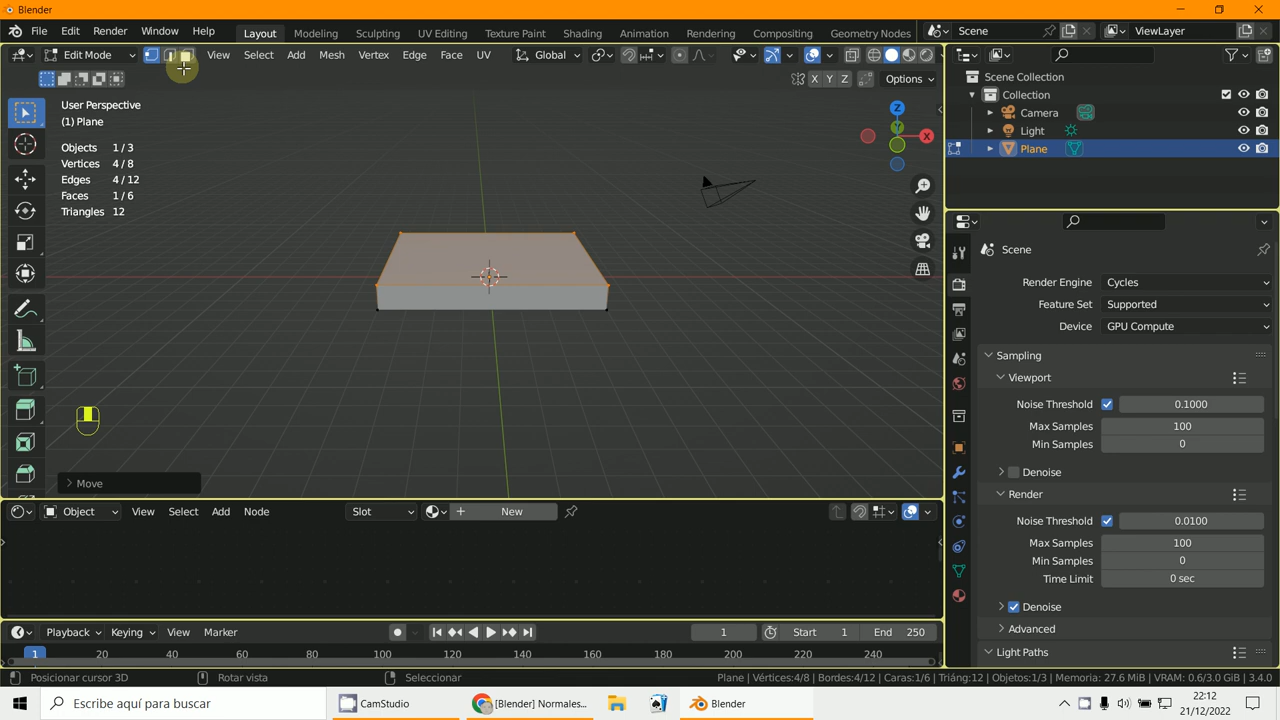 Blender
File Edit Render Window Help Layout Modeling Sculpting UV Editing Texture Paint Shading Animation Rendering Compositing Geometry Nodes Scene ViewLayer
Edit Mode View Select Add Mesh Vertex Edge Face UV Global
X Y Z Options
User Perspective
(1) Plane
Objects 1 / 3
Vertices 4 / 8
Edges 4 / 12
Faces 1 / 6
Triangles 12
Z
Y
X
Move
Scene Collection
Collection
Camera
Light
Plane
Scene
Render Engine Cycles
Feature Set Supported
Device GPU Compute
Sampling
Viewport
Noise Threshold 0.1000
Max Samples 100
Min Samples 0
Denoise
Render
Noise Threshold 0.0100
Max Samples 100
Min Samples 0
Time Limit 0 sec
Denoise
Advanced
Light Paths
Object View Select Add Node Slot New
Playback Keying View Marker 1 Start 1 End 250
1 20 40 60 80 100 120 140 160 180 200 220 240
Posicionar cursor 3D Rotar vista Seleccionar Plane | Vértices:4/8 | Bordes:4/12 | Caras:1/6 | Triáng:12 | Objetos:1/3 | Memoria: 27.6 MiB | VRAM: 0.6/3.0 GiB | 3.4.0
Escribe aquí para buscar CamStudio [Blender] Normales... Blender 22:12
21/12/2022